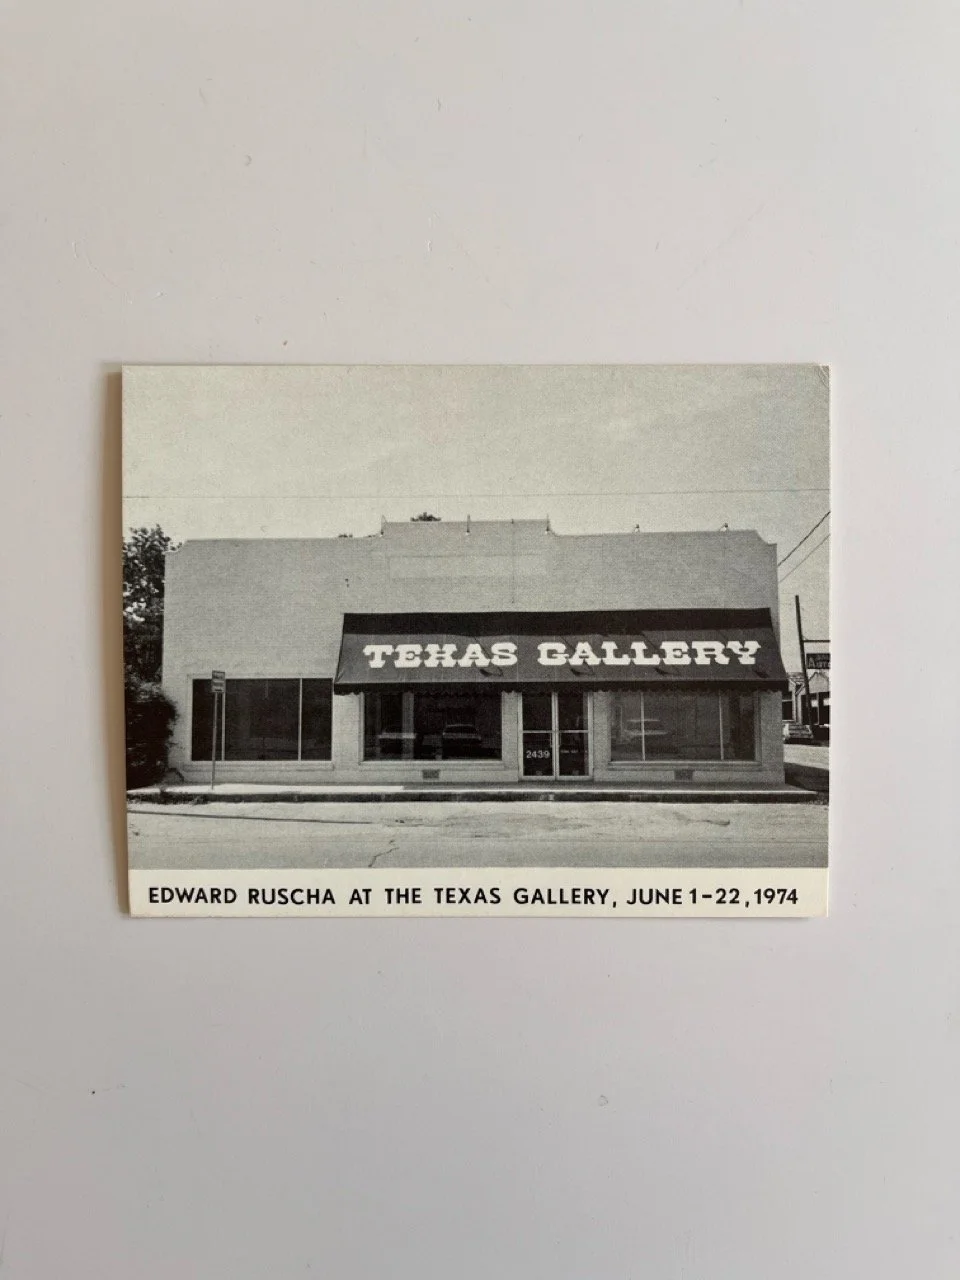 TEXAS GALLERY
2439
EDWARD RUSCHA AT THE TEXAS GALLERY, JUNE 1-22, 1974